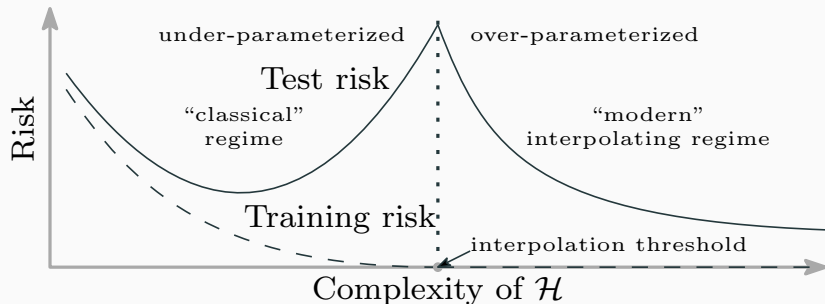 under-parameterized
over-parameterized
Test risk
“classical”
regime
“modern”
interpolating regime
Risk
Training risk
interpolation threshold
Complexity of ℋ